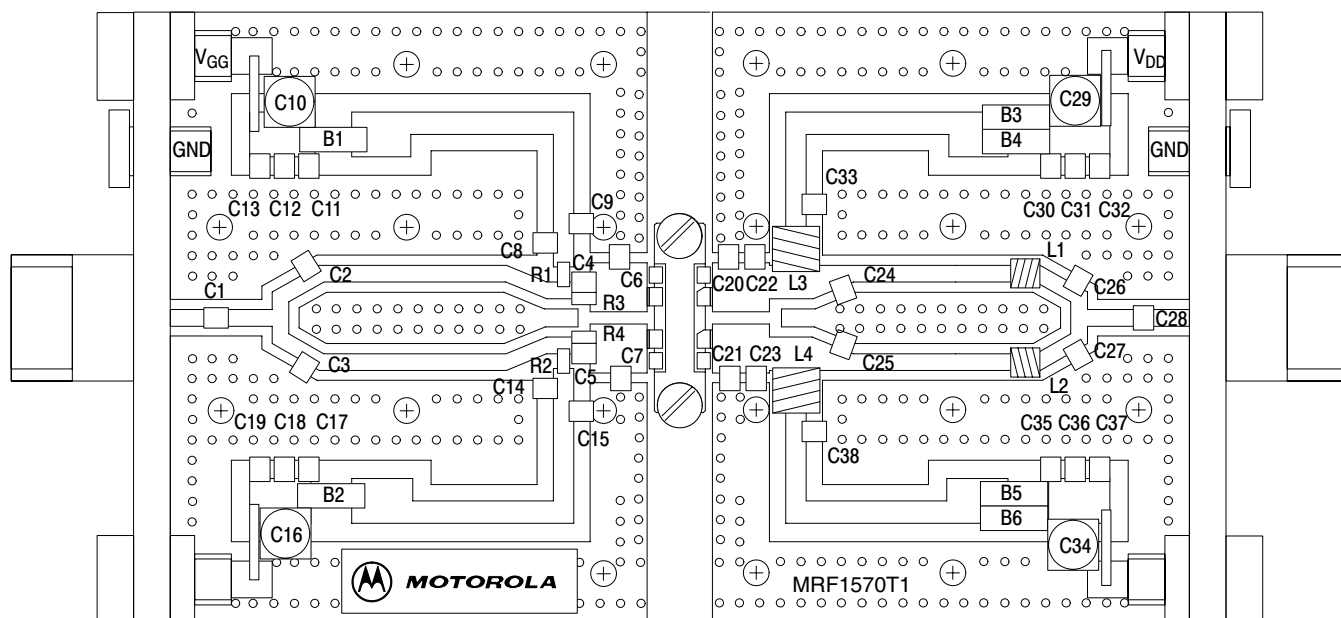 VGG
C10
B1
C29
B3
B4
VDD
GND
GND
C13 C12 C11
C9
C33
C30 C31 C32
C8
R1
C4
C6
C20 C22
L3
C24
L1
C26
C1
C2
R3
C28
C3
R4
R2
C5
C7
C21 C23
L4
C25
L2
C27
C14
C15
C19 C18 C17
C38
C35 C36 C37
B2
C16
B5
B6
C34
MOTOROLA
MRF1570T1